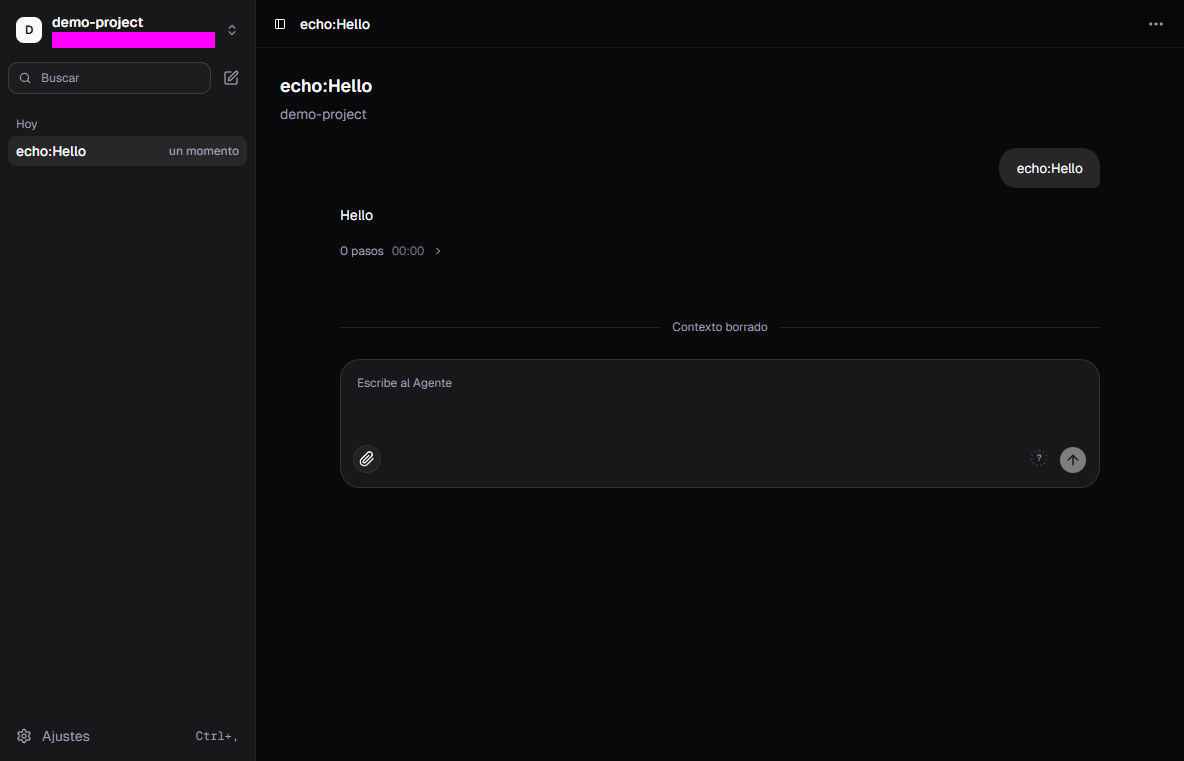 D
demo-project
Buscar
Hoy
echo:Hello un momento
Ajustes Ctrl+,
echo:Hello
echo:Hello
demo-project
echo:Hello
Hello
0 pasos 00:00
Contexto borrado
Escribe al Agente
?